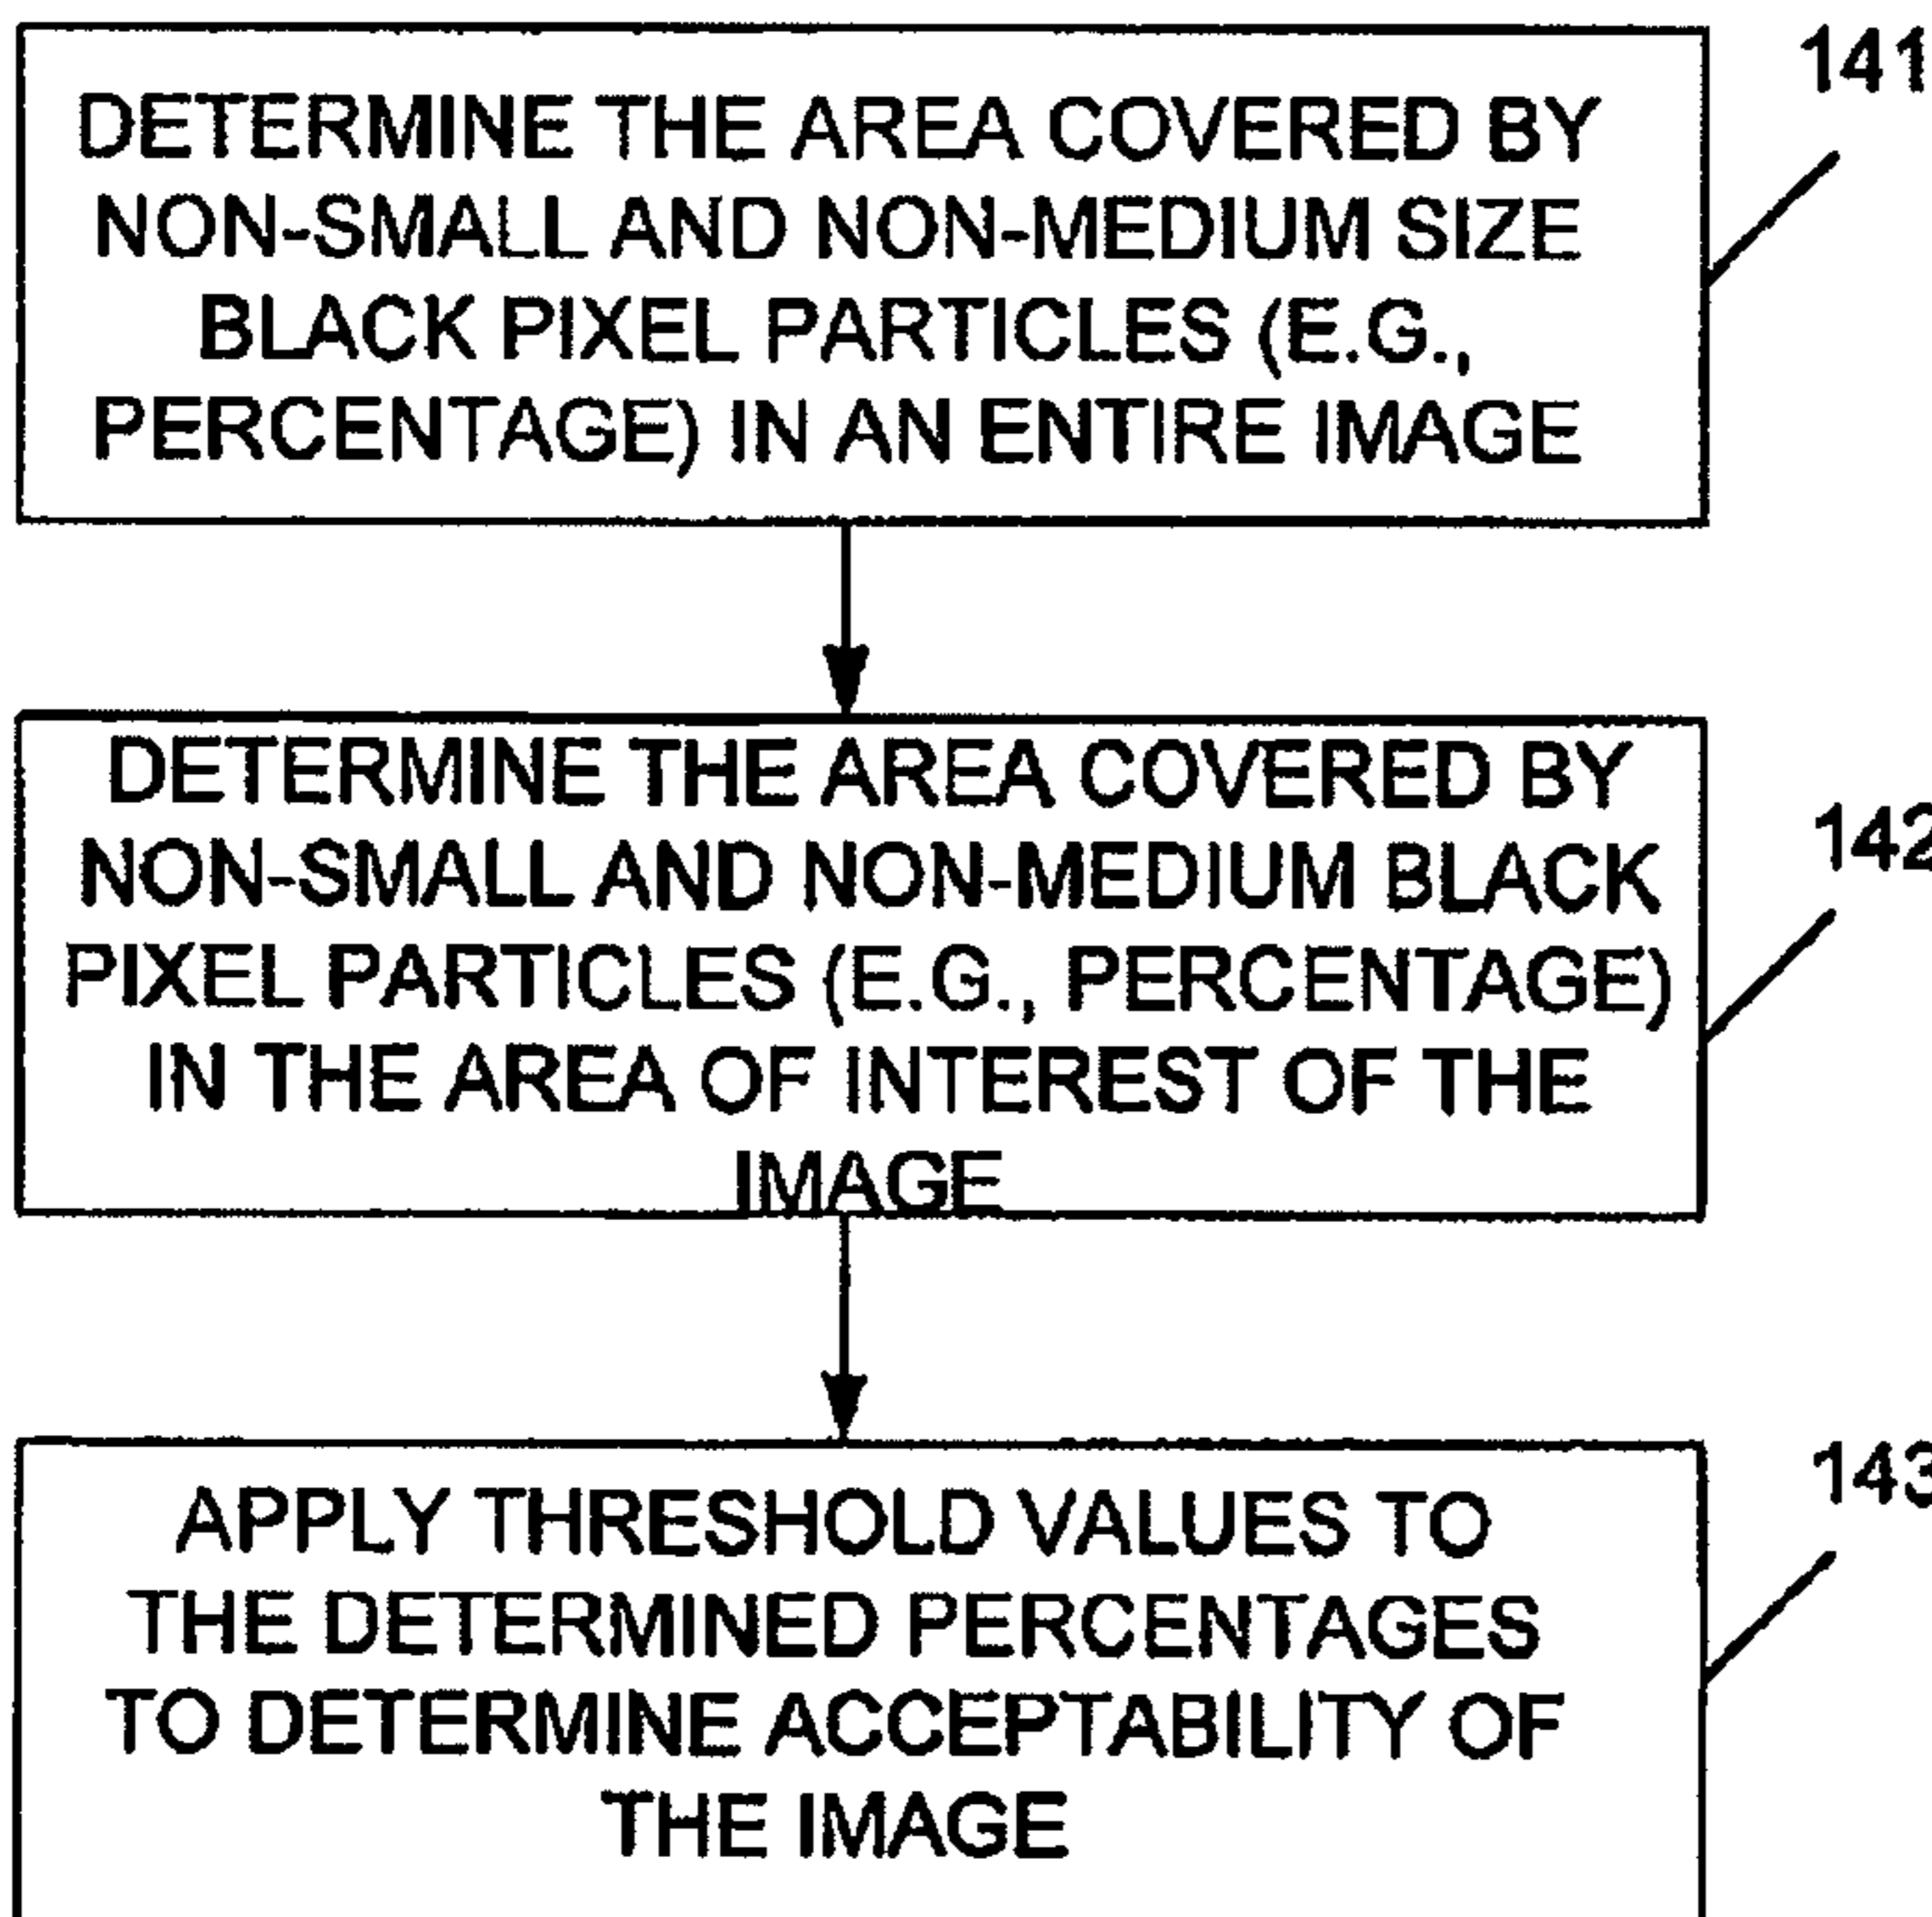 141
DETERMINE THE AREA COVERED BY
NON-SMALL AND NON-MEDIUM SIZE
BLACK PIXEL PARTICLES (E.G.,
PERCENTAGE) IN AN ENTIRE IMAGE
142
DETERMINE THE AREA COVERED BY
NON-SMALL AND NON-MEDIUM BLACK
PIXEL PARTICLES (E.G., PERCENTAGE)
IN THE AREA OF INTEREST OF THE
IMAGE
143
APPLY THRESHOLD VALUES TO
THE DETERMINED PERCENTAGES
TO DETERMINE ACCEPTABILITY OF
THE IMAGE